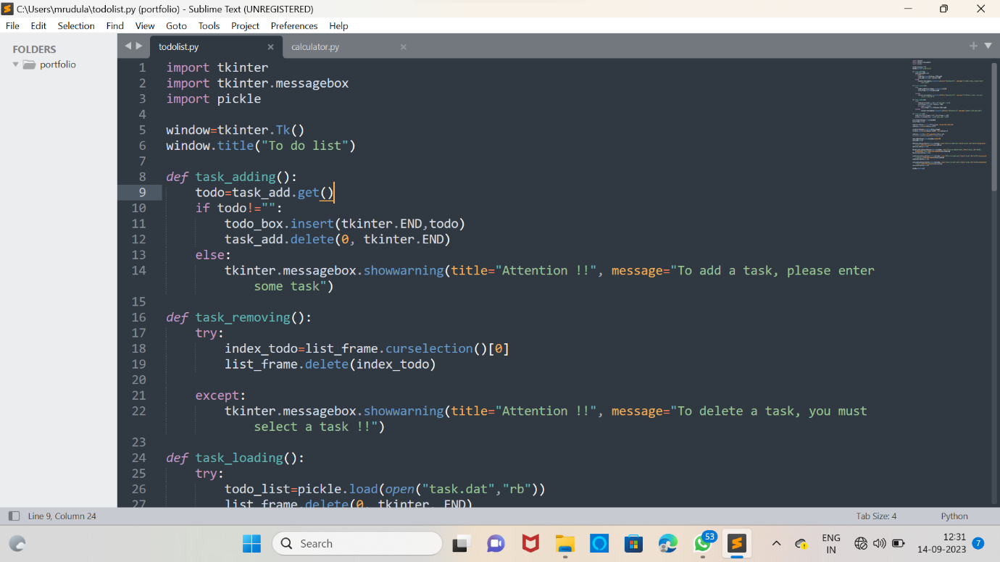 C:\Users\mrudula\todolist.py (portfolio) - Sublime Text (UNREGISTERED)
File Edit Selection Find View Goto Tools Project Preferences Help
FOLDERS
portfolio
todolist.py
calculator.py
1 import tkinter
2 import tkinter.messagebox
3 import pickle
4
5 window=tkinter.Tk()
6 window.title("To do list")
7
8 def task_adding():
9 todo=task_add.get()
10 if todo!="":
11 todo_box.insert(tkinter.END,todo)
12 task_add.delete(0, tkinter.END)
13 else:
14 tkinter.messagebox.showwarning(title="Attention !!", message="To add a task, please enter
some task")
15
16 def task_removing():
17 try:
18 index_todo=list_frame.curselection()[0]
19 list_frame.delete(index_todo)
20
21 except:
22 tkinter.messagebox.showwarning(title="Attention !!", message="To delete a task, you must
select a task !!")
23
24 def task_loading():
25 try:
26 todo_list=pickle.load(open("task.dat","rb"))
27 list_frame.delete(0, tkinter. END)
Line 9, Column 24
Tab Size: 4
Python
Search
53
ENG
IN
12:31
14-09-2023
7